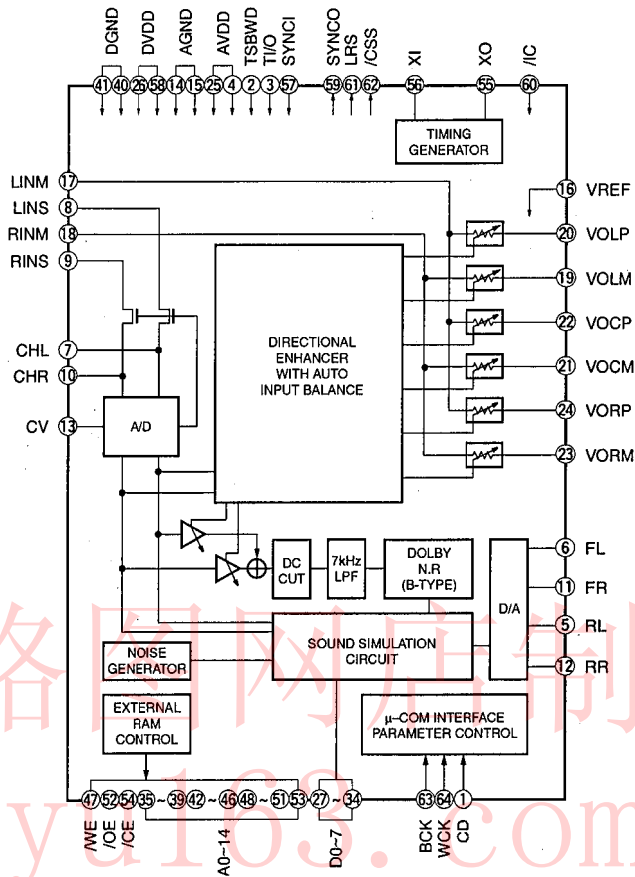 DGND
DVDD
AGND
AVDD
TSBWD
TI/O
SYNCI
SYNCO
LRS
/CSS
XI
XO
/IC
41 40 26 58 14 15 25 4 2 3 57 59 61 62 56 55 60
TIMING
GENERATOR
LINM 17
LINS 8
RINM 18
RINS 9
CHL 7
CHR 10
CV 13
A/D
DIRECTIONAL
ENHANCER
WITH AUTO
INPUT BALANCE
16 VREF
20 VOLP
19 VOLM
22 VOCP
21 VOCM
24 VORP
23 VORM
DC
CUT
7kHz
LPF
DOLBY
N.R
(B-TYPE)
D/A
6 FL
11 FR
5 RL
12 RR
SOUND SIMULATION
CIRCUIT
NOISE
GENERATOR
EXTERNAL
RAM
CONTROL
μ-COM INTERFACE
PARAMETER CONTROL
47 52 54 35 ~ 39 42 ~ 46 48 ~ 51 53 27 ~ 34 63 64 1
/WE
/OE
/CE
A0~14
D0~7
BCK
WCK
CD
络图网店制
yu163.com